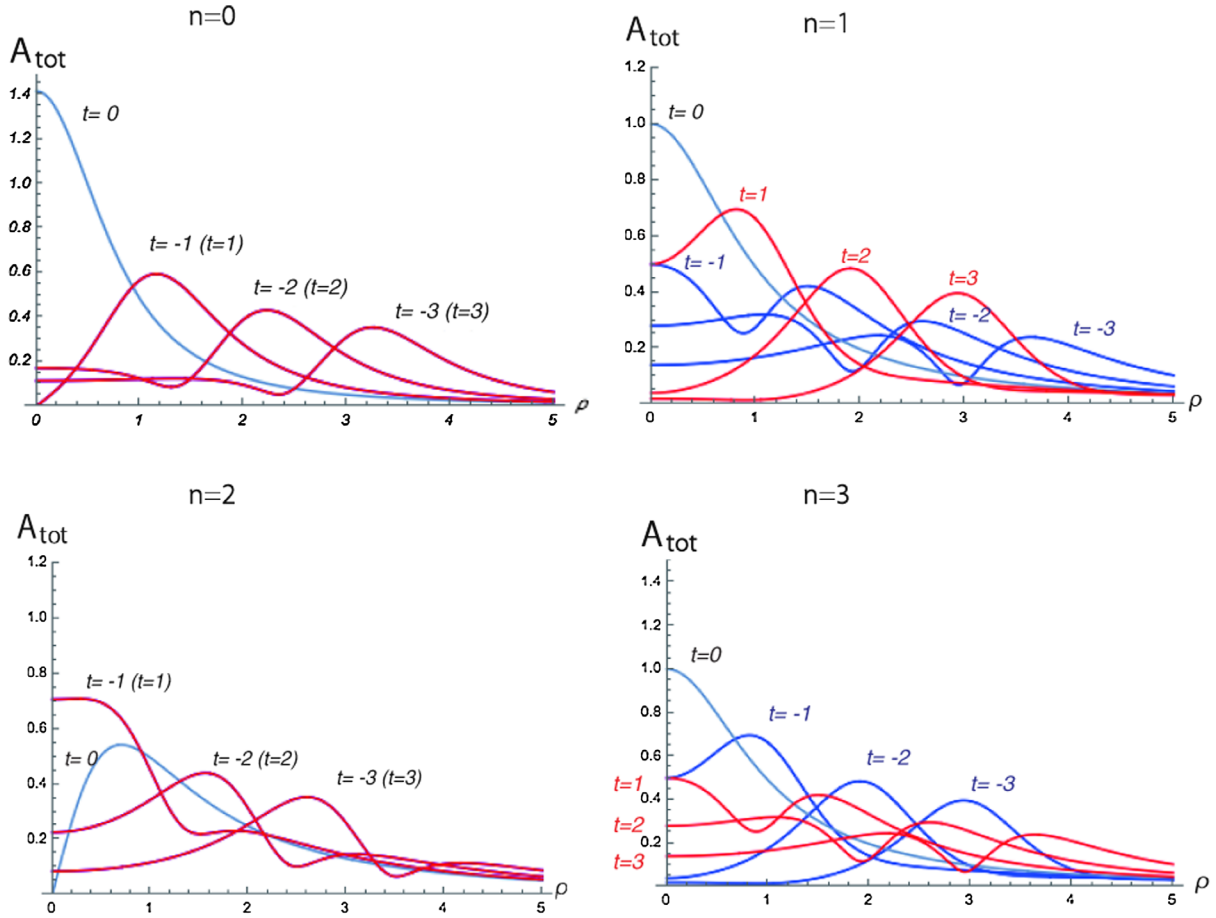 n=0
A tot
1.4
1.2
1.0
0.8
0.6
0.4
0.2
t= 0
t= -1 (t=1)
t= -2 (t=2)
t= -3 (t=3)
0 1 2 3 4 5 ρ
n=1
A tot
1.2
1.0
0.8
0.6
0.4
0.2
t=0
t=1
t= -1
t=2
t=3
t= -2
t= -3
0 1 2 3 4 5 ρ
n=2
A tot
1.2
1.0
0.8
0.6
0.4
0.2
t= -1 (t=1)
t= 0
t= -2 (t=2)
t= -3 (t=3)
0 1 2 3 4 5 ρ
n=3
A tot
1.4
1.2
1.0
0.8
0.6
0.4
0.2
t=0
t= -1
t= -2
t= -3
t=1
t=2
t=3
0 1 2 3 4 5 ρ